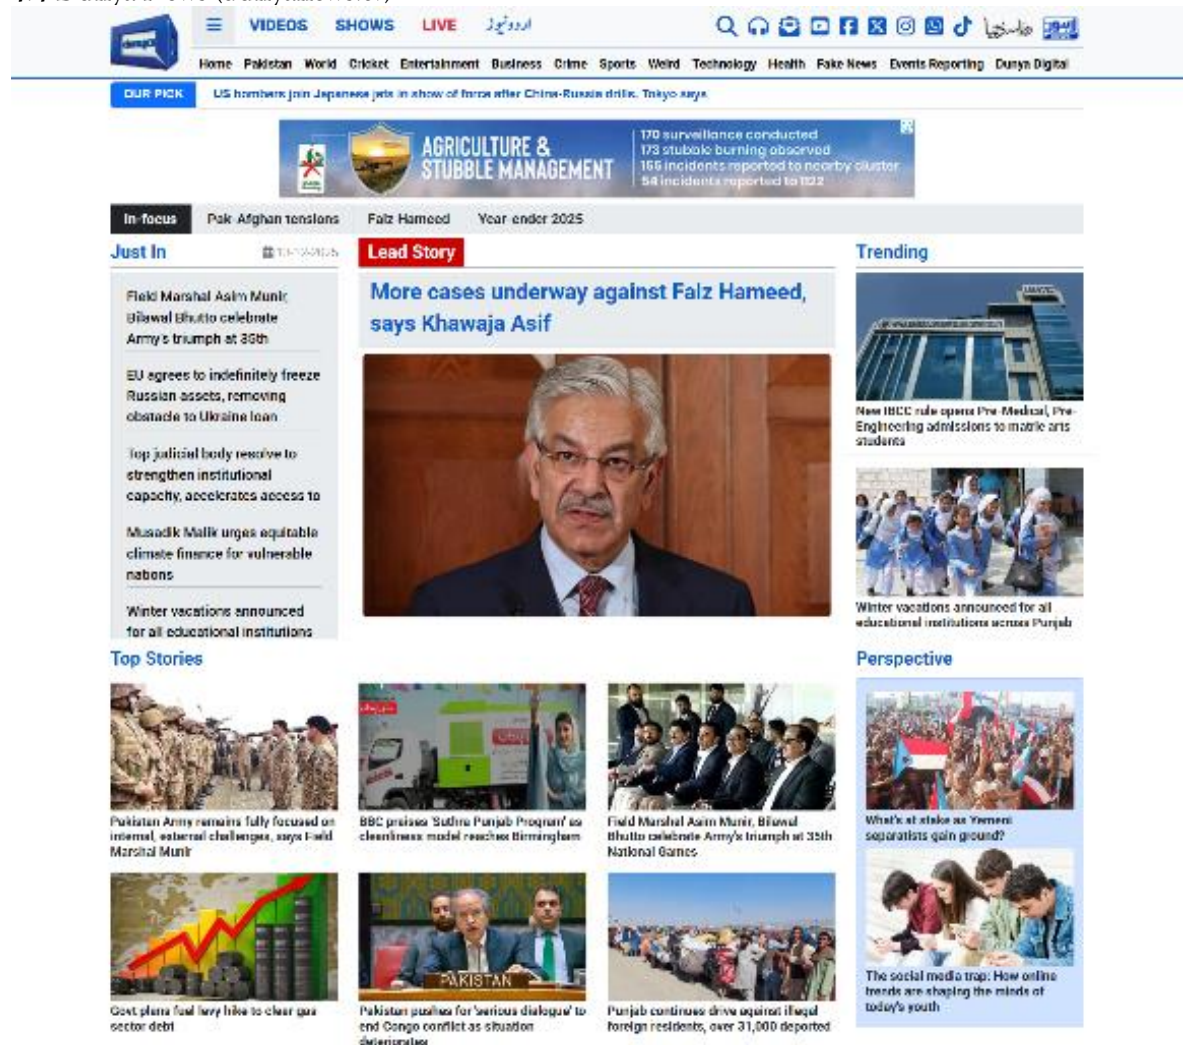 VIDEOS SHOWS LIVE اردو نیوز
Home Pakistan World Cricket Entertainment Business Crime Sports Weird Technology Health Fake News Events Reporting Dunya Digital
OUR PICK US bombers join Japanese jets in show of force after China-Russia drills, Tokyo says
AGRICULTURE &
STUBBLE MANAGEMENT
170 surveillance conducted
173 stubble burning observed
incidents reported to nearby cluster
54 incidents reported to 1122
In-focus Pak-Afghan tensions Faiz Hameed Year-ender 2025
Just In 13-12-2025
Field Marshal Asim Munir,
Bilawal Bhutto celebrate
Army's triumph at 35th
EU agrees to indefinitely freeze
Russian assets, removing
obstacle to Ukraine loan
Top judicial body resolve to
strengthen institutional
capacity, accelerates access to
Musadik Malik urges equitable
climate finance for vulnerable
nations
Winter vacations announced
for all educational institutions
Lead Story
More cases underway against Faiz Hameed,
says Khawaja Asif
Trending
New IBCC rule opens Pre-Medical, Pre-
Engineering admissions to matric arts
students
Winter vacations announced for all
educational institutions across Punjab
Top Stories
Pakistan Army remains fully focused on
internal, external challenges, says Field
Marshal Munir
BBC praises 'Suthra Punjab Program' as
cleanliness model reaches Birmingham
Field Marshal Asim Munir, Bilawal
Bhutto celebrate Army's triumph at 35th
National Games
Govt plans fuel levy hike to clear gas
sector debt
PAKISTAN
Pakistan pushes for 'serious dialogue' to
end Congo conflict as situation
deteriorates
Punjab continues drive against illegal
foreign residents, over 31,000 deported
Perspective
What's at stake as Yemeni
separatists gain ground?
The social media trap: How online
trends are shaping the minds of
today's youth